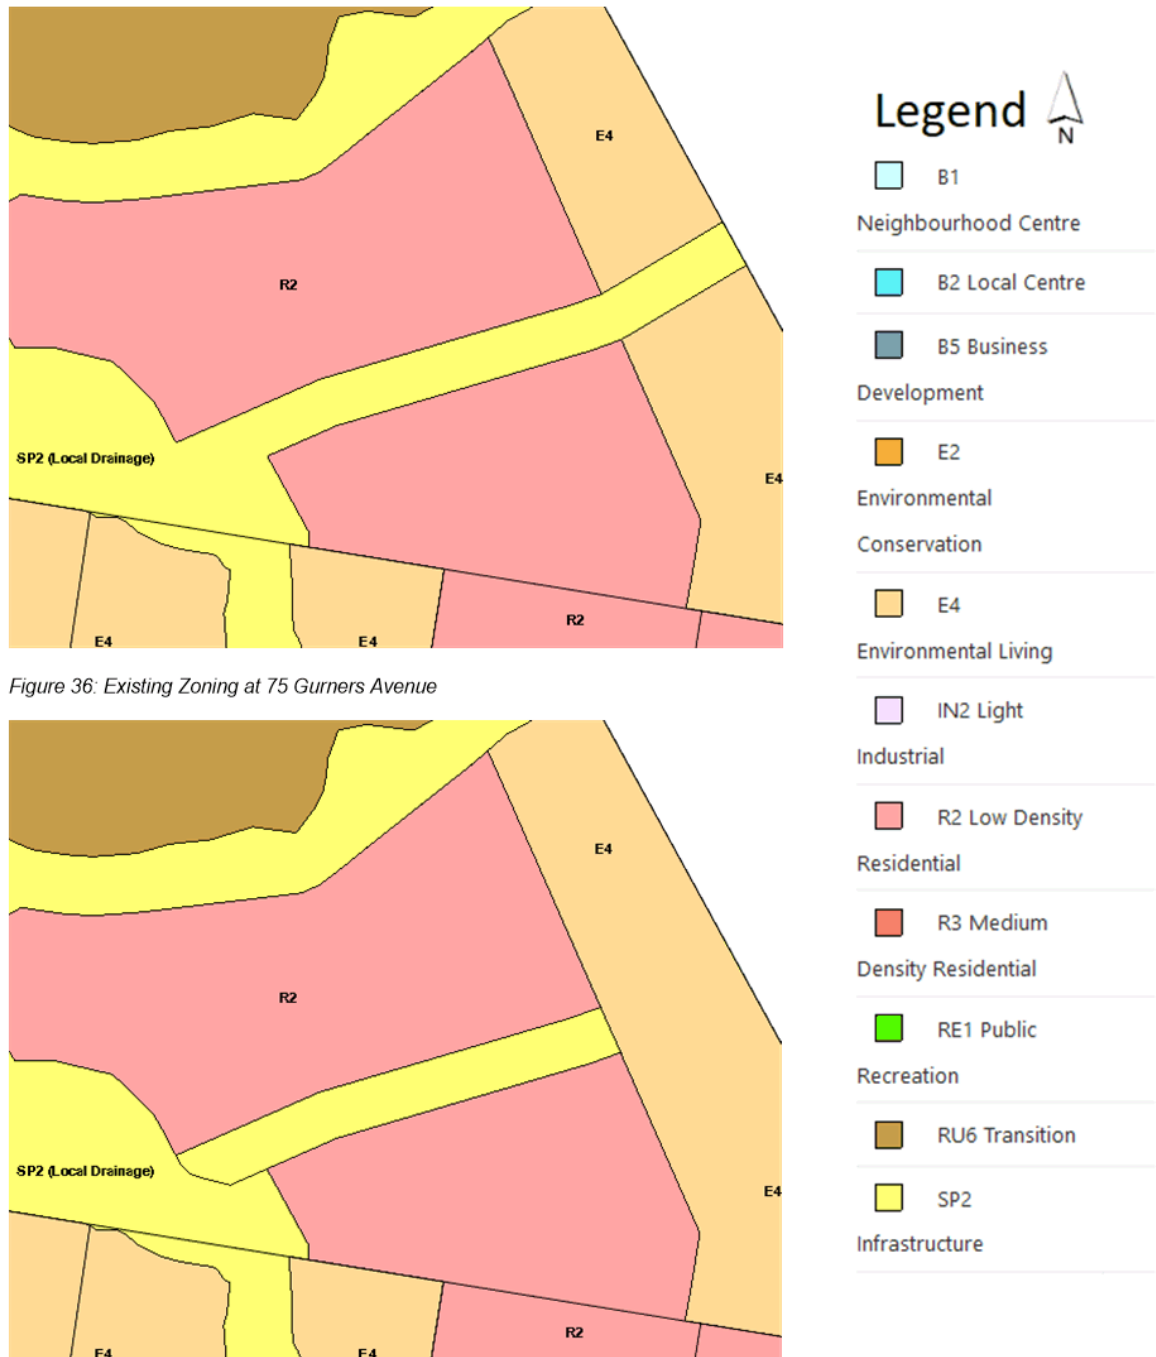 E4
R2
SP2 (Local Drainage)
E4
R2
E4
E4
Figure 36: Existing Zoning at 75 Gurners Avenue
E4
R2
SP2 (Local Drainage)
E4
R2
E4
E4
Legend
N
B1
Neighbourhood Centre
B2 Local Centre
B5 Business
Development
E2
Environmental
Conservation
E4
Environmental Living
IN2 Light
Industrial
R2 Low Density
Residential
R3 Medium
Density Residential
RE1 Public
Recreation
RU6 Transition
SP2
Infrastructure